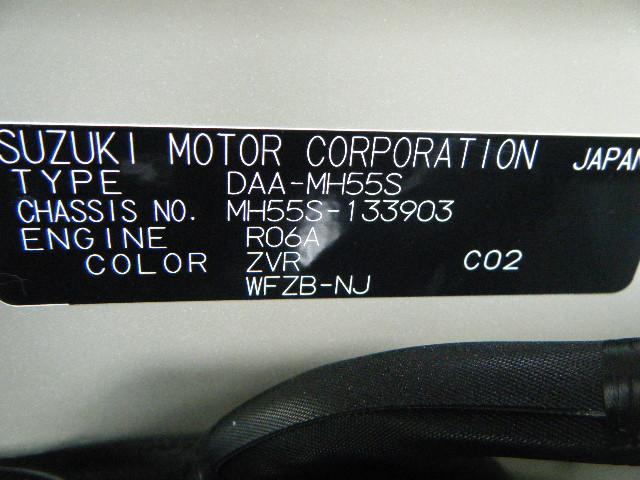 SUZUKI MOTOR CORPORATION JAPAN
TYPE DAA-MH55S
CHASSIS NO. MH55S-133903
ENGINE R06A
COLOR ZVR C02
WFZB-NJ